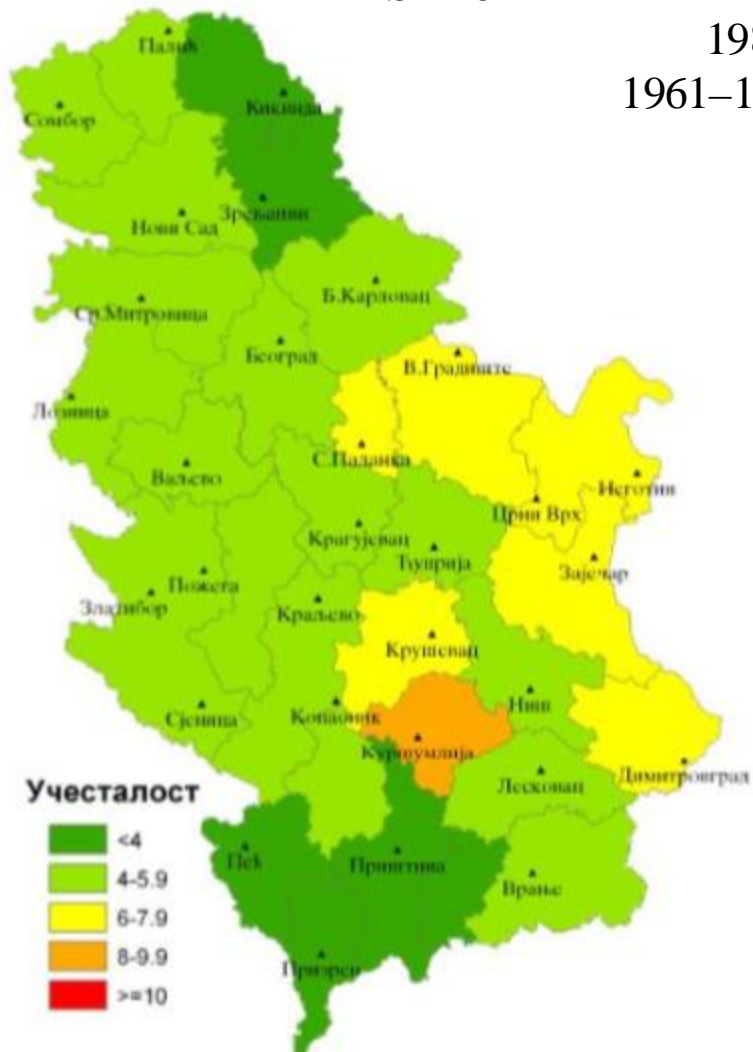 1961–1
Палић
Сомбор
Кикинда
Зрењанин
Нови Сад
Б.Карловац
Ср.Митровица
Београд
В.Градиште
Лозница
С.Паланка
Ваљево
Неготин
Црни Врх
Крагујевац
Ћуприја
Зајечар
Пожега
Златибор
Краљево
Крушевац
Сјеница
Копаоник
Ниш
Куршумлија
Димитровград
Лесковац
Учесталост
<4
Пећ
Приштина
4-5.9
Врање
6-7.9
8-9.9
Призрен
>=10